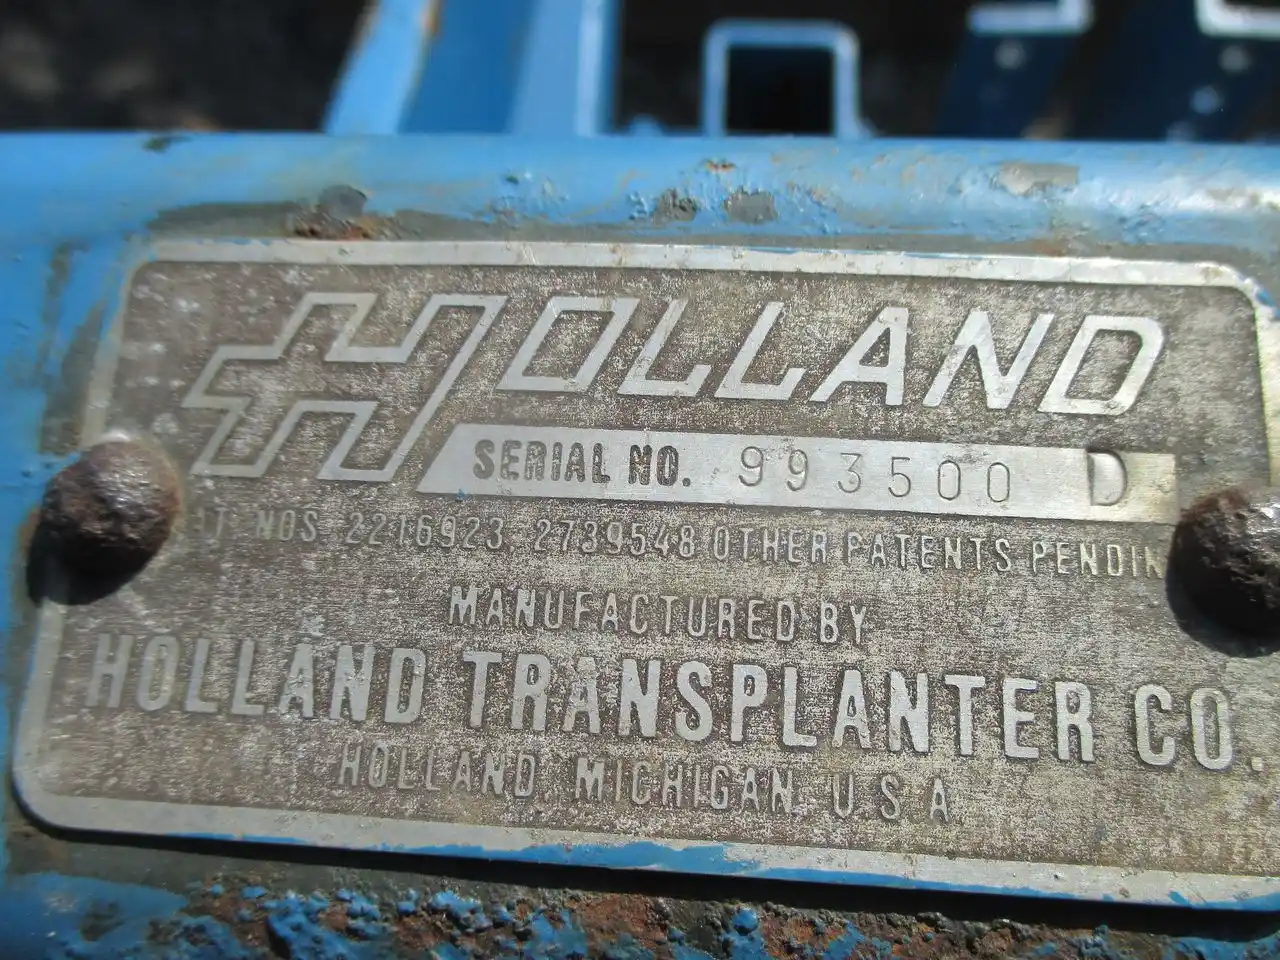 HOLLAND
SERIAL NO. 993500 D
NOS 2216923, 2739548 OTHER PATENTS
MANUFACTURED BY
HOLLAND TRANSPLANTER CO.
HOLLAND, MICHIGAN, U.S.A.